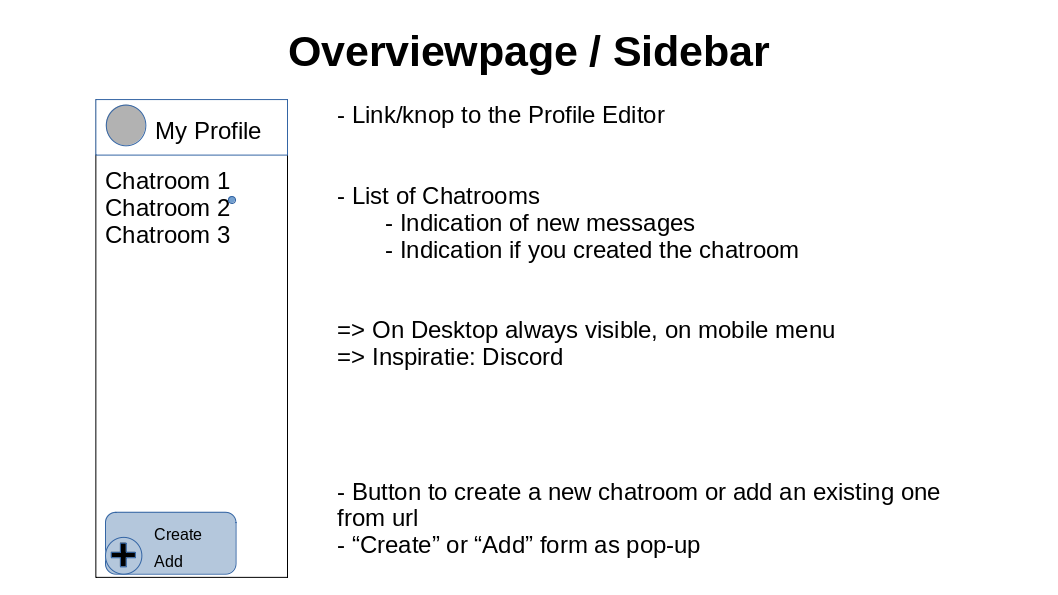 Overviewpage / Sidebar
My Profile
- Link/knop to the Profile Editor
Chatroom 1
Chatroom 2
Chatroom 3
- List of Chatrooms
- Indication of new messages
- Indication if you created the chatroom
=> On Desktop always visible, on mobile menu
=> Inspiratie: Discord
- Button to create a new chatroom or add an existing one
from url
- “Create” or “Add” form as pop-up
Create
Add